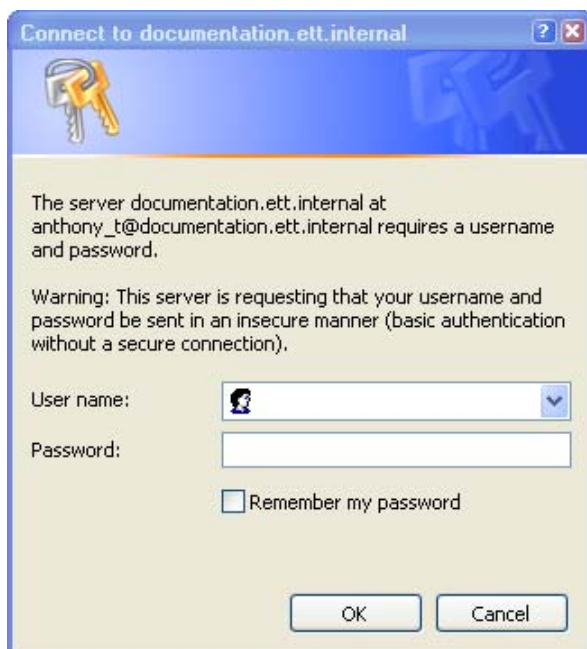 Connect to documentation.ett.internal
The server documentation.ett.internal at
anthony_t@documentation.ett.internal requires a username
and password.
Warning: This server is requesting that your username and
password be sent in an insecure manner (basic authentication
without a secure connection).
User name:
Password:
Remember my password
OK Cancel